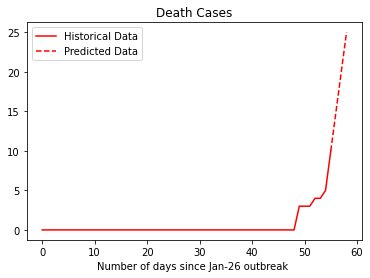 Death Cases
Historical Data
Predicted Data
25
20
15
10
5
0
0 10 20 30 40 50 60
Number of days since Jan-26 outbreak